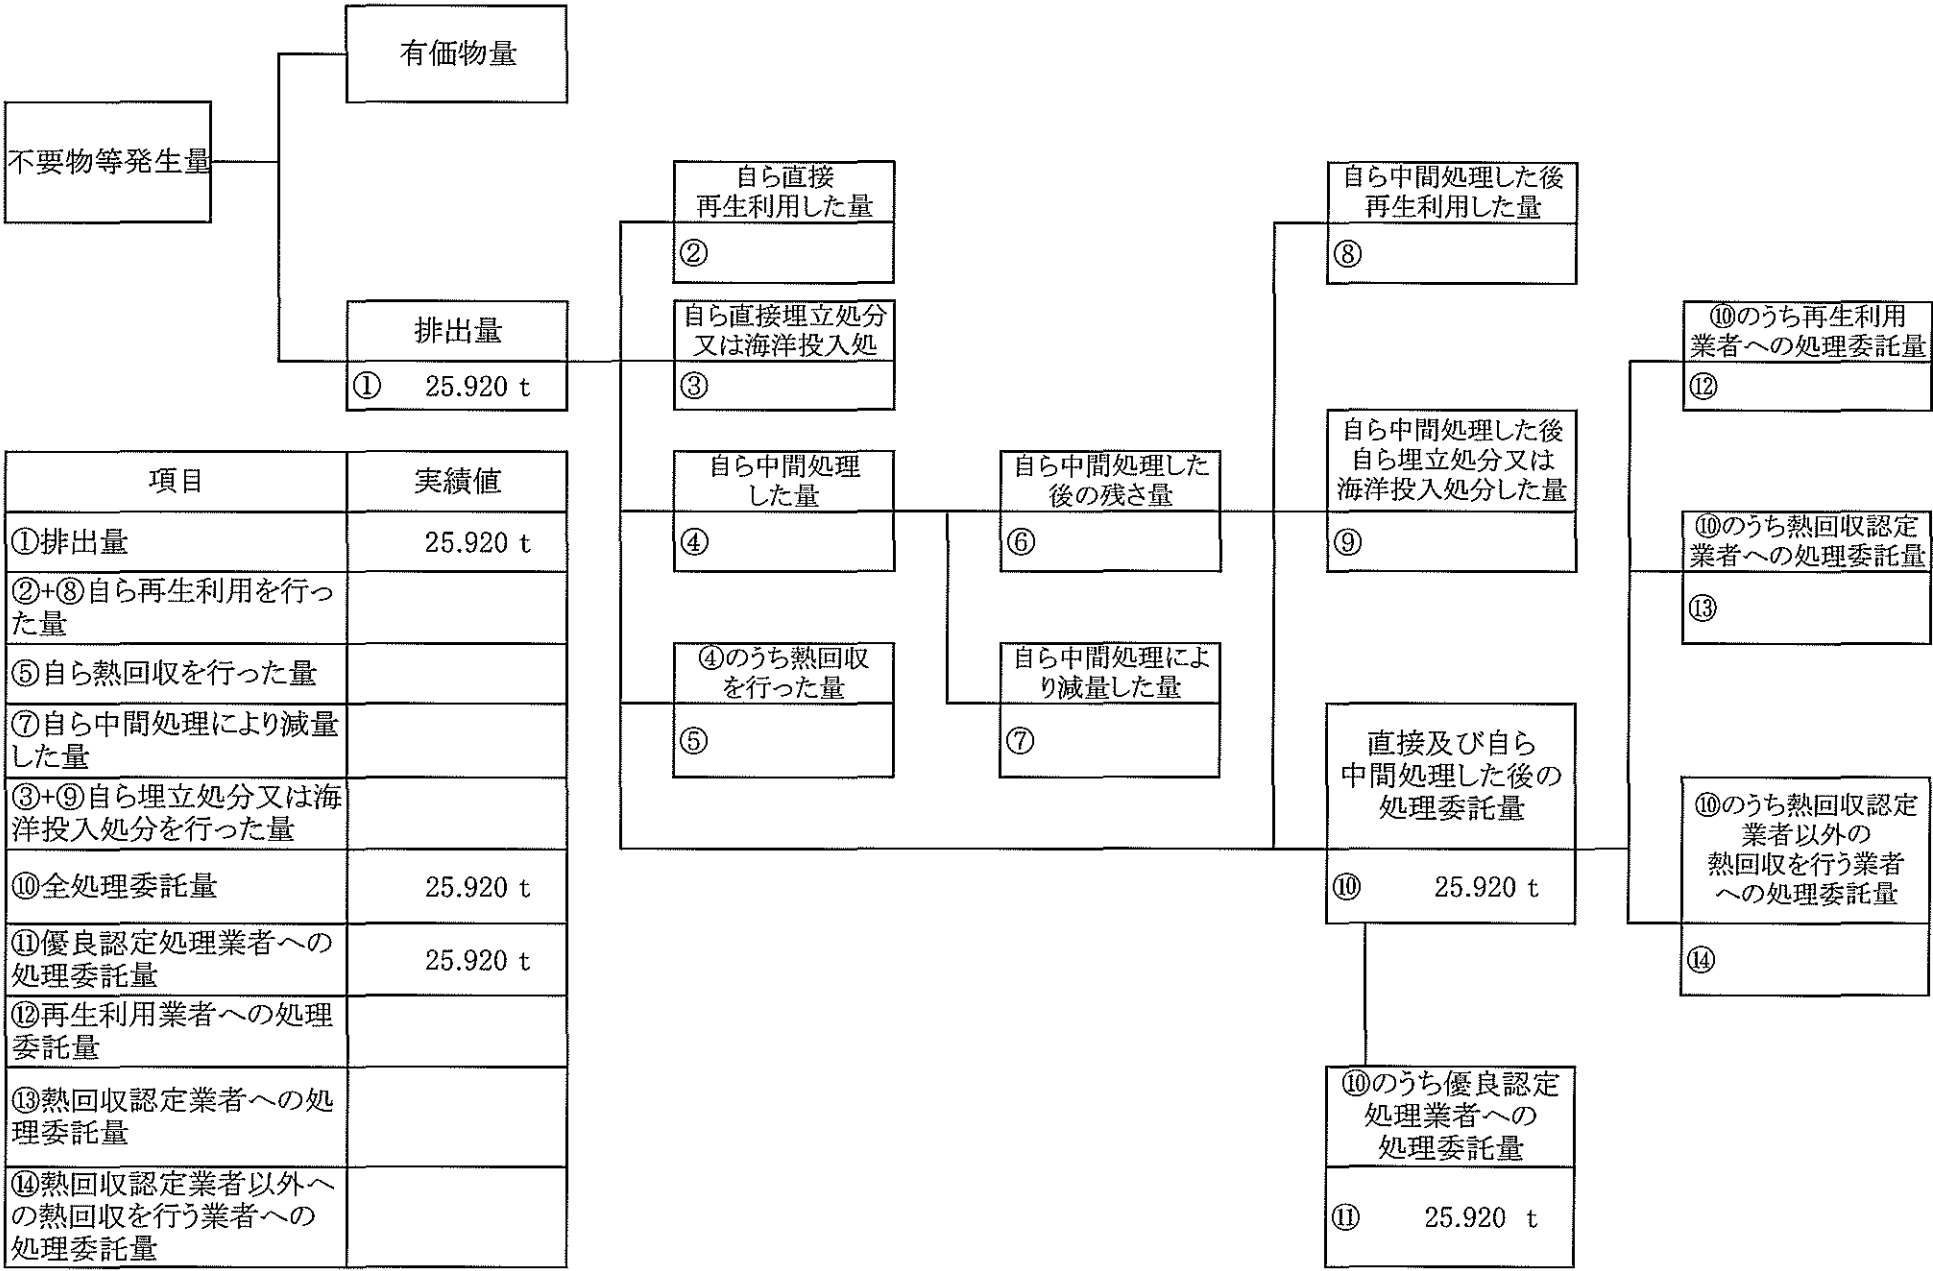 有価物量
不要物等発生量
排出量
① 25.920 t
自ら直接
再生利用した量
②
自ら直接埋立処分
又は海洋投入処
③
自ら中間処理
した量
④
④のうち熱回収
を行った量
⑤
自ら中間処理した
後の残さ量
⑥
自ら中間処理によ
り減量した量
⑦
自ら中間処理した後
再生利用した量
⑧
自ら中間処理した後
自ら埋立処分又は
海洋投入処分した量
⑨
直接及び自ら
中間処理した後の
処理委託量
⑩ 25.920 t
⑩のうち優良認定
処理業者への
処理委託量
⑪ 25.920 t
⑩のうち再生利用
業者への処理委託量
⑫
⑩のうち熱回収認定
業者への処理委託量
⑬
⑩のうち熱回収認定
業者以外の
熱回収を行う業者
への処理委託量
⑭
項目 実績値
①排出量 25.920 t
②+⑧自ら再生利用を行っ
た量
⑤自ら熱回収を行った量
⑦自ら中間処理により減量
した量
③+⑨自ら埋立処分又は海
洋投入処分を行った量
⑩全処理委託量 25.920 t
⑪優良認定処理業者への
処理委託量 25.920 t
⑫再生利用業者への処理
委託量
⑬熱回収認定業者への処
理委託量
⑭熱回収認定業者以外へ
の熱回収を行う業者への
処理委託量